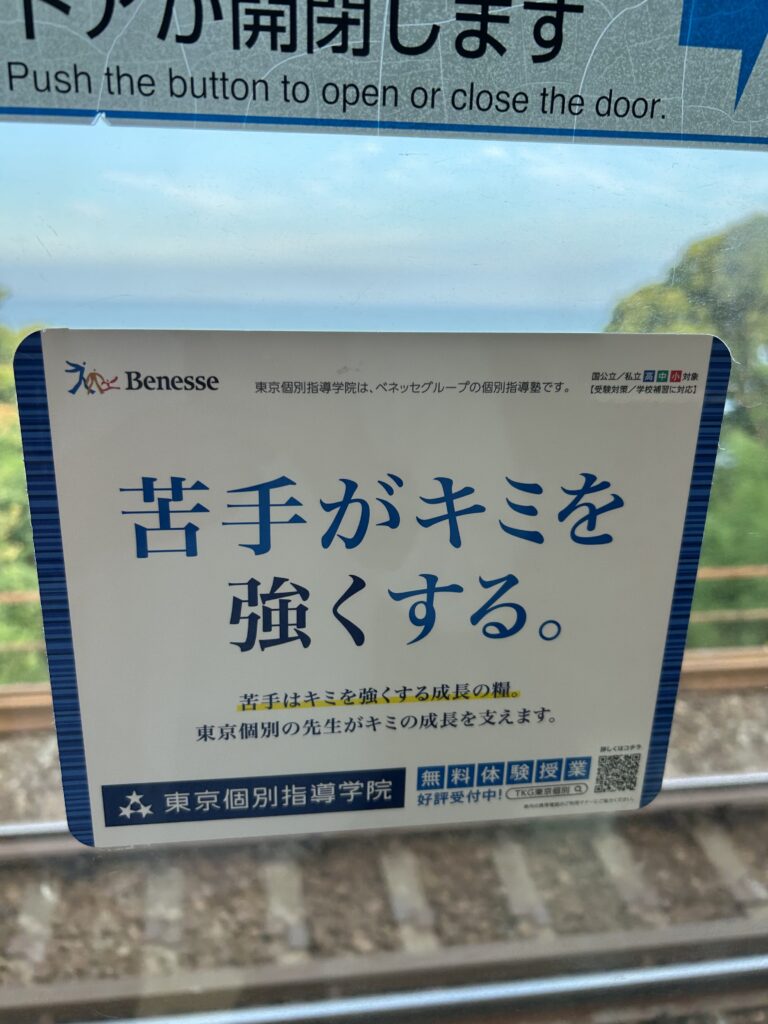 ドアが開閉します
Push the button to open or close the door.
Benesse
東京個別指導学院は、ベネッセグループの個別指導塾です。
国公立／私立 高 中 小 対象
【受験対策／学校補習に対応】
苦手がキミを
強くする。
苦手はキミを強くする成長の糧。
東京個別の先生がキミの成長を支えます。
東京個別指導学院
無料体験授業
好評受付中!
TKG東京個別
詳しくはコチラ